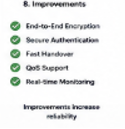 8. Improvements
End-to-End Encryption
Secure Authentication
Fast Handover
QoS Support
Real-time Monitoring
Improvements increase
reliability